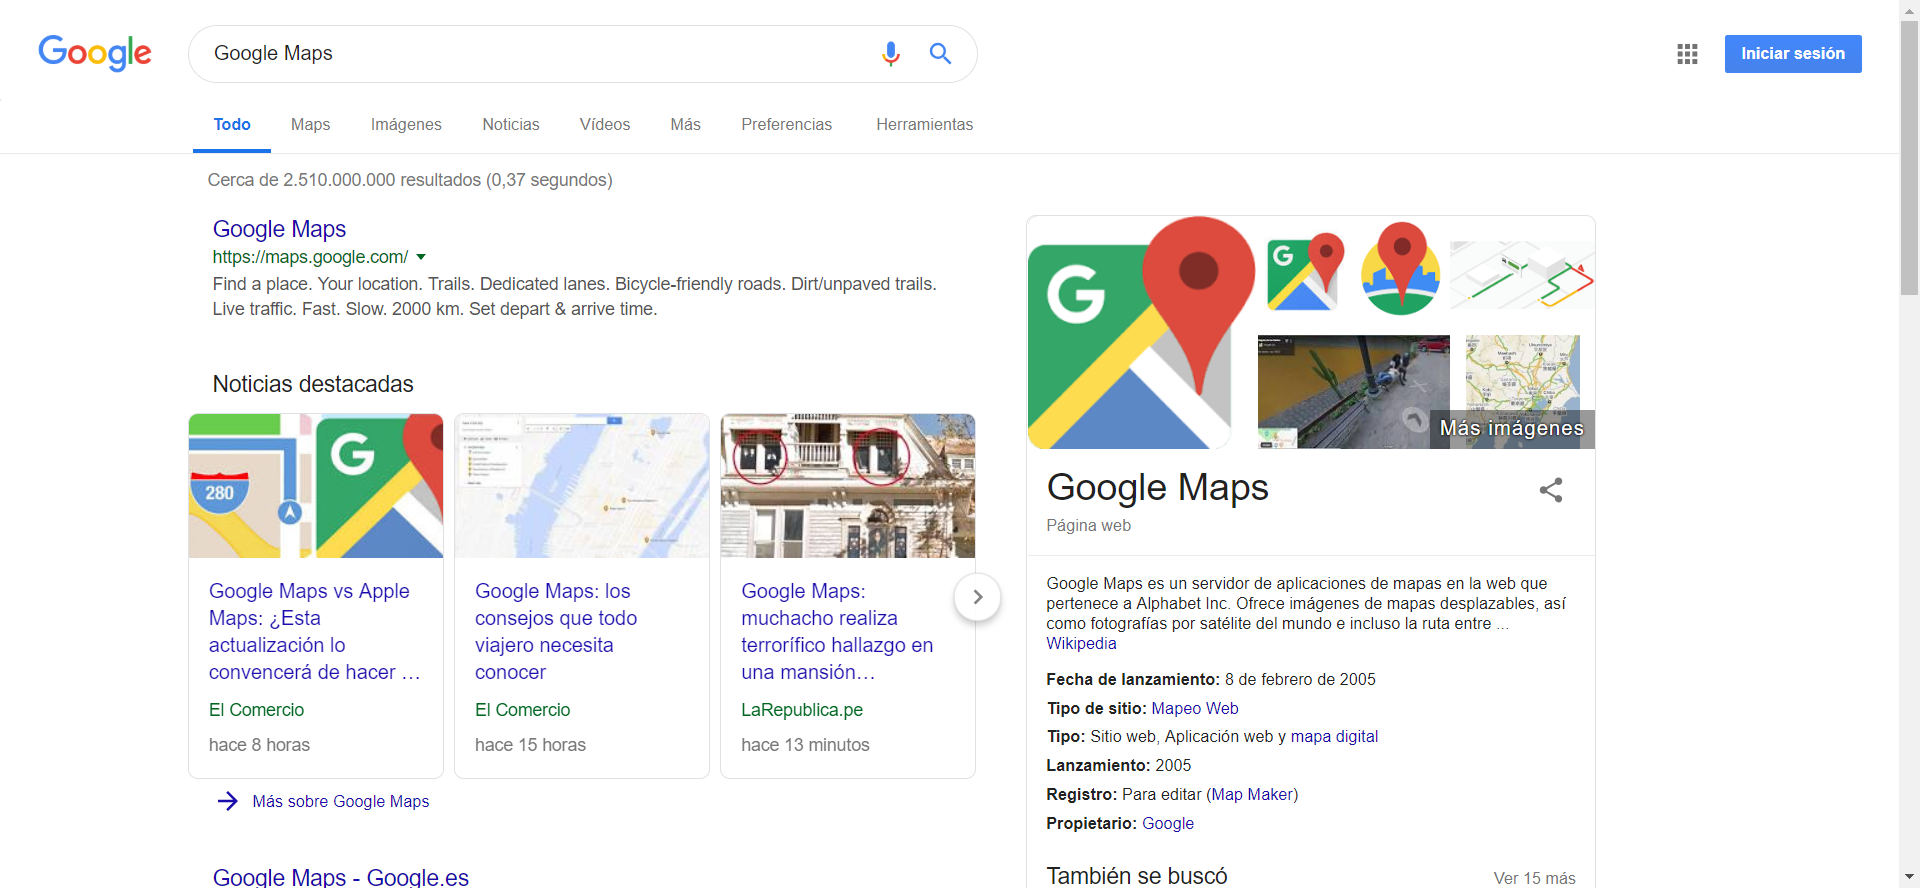 Google
Google Maps
Iniciar sesión
Todo
Maps
Imágenes
Noticias
Vídeos
Más
Preferencias
Herramientas
Cerca de 2.510.000.000 resultados (0,37 segundos)
Google Maps
https://maps.google.com/
Find a place. Your location. Trails. Dedicated lanes. Bicycle-friendly roads. Dirt/unpaved trails.
Live traffic. Fast. Slow. 2000 km. Set depart & arrive time.
Noticias destacadas
280
G
Google Maps vs Apple
Maps: ¿Esta
actualización lo
convencerá de hacer ...
El Comercio
hace 8 horas
Google Maps: los
consejos que todo
viajero necesita
conocer
El Comercio
hace 15 horas
Google Maps:
muchacho realiza
terrorífico hallazgo en
una mansión...
LaRepublica.pe
hace 13 minutos
Más sobre Google Maps
Google Maps - Google.es
G
G
Más imágenes
Google Maps
Página web
Google Maps es un servidor de aplicaciones de mapas en la web que
pertenece a Alphabet Inc. Ofrece imágenes de mapas desplazables, así
como fotografías por satélite del mundo e incluso la ruta entre ...
Wikipedia
Fecha de lanzamiento: 8 de febrero de 2005
Tipo de sitio: Mapeo Web
Tipo: Sitio web, Aplicación web y mapa digital
Lanzamiento: 2005
Registro: Para editar (Map Maker)
Propietario: Google
También se buscó
Ver 15 más